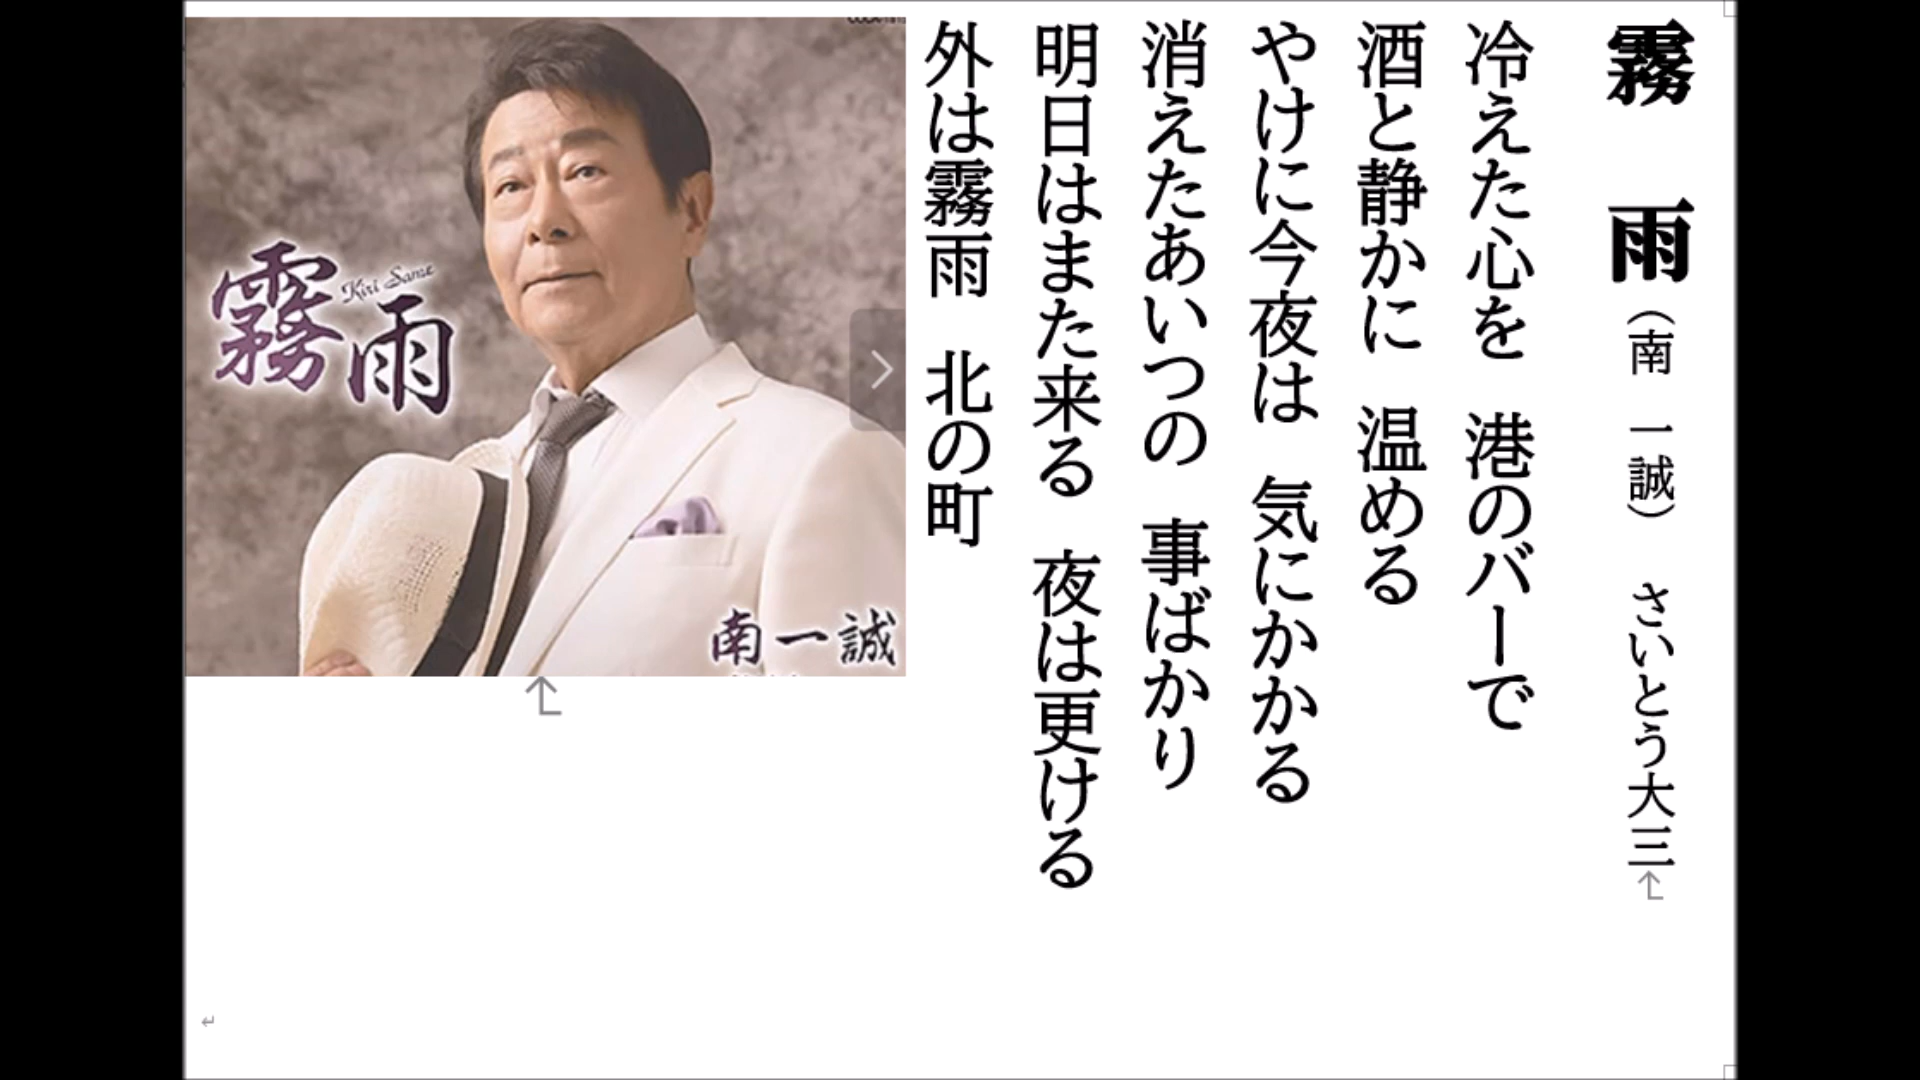 霧　雨（南　一誠）　さいとう大三
冷えた心を　港のバーで
酒と静かに　温める
やけに今夜は　気にかかる
消えたあいつの　事ばかり
明日はまた来る　夜は更ける
外は霧雨　北の町
霧雨
Kiri Same
南一誠